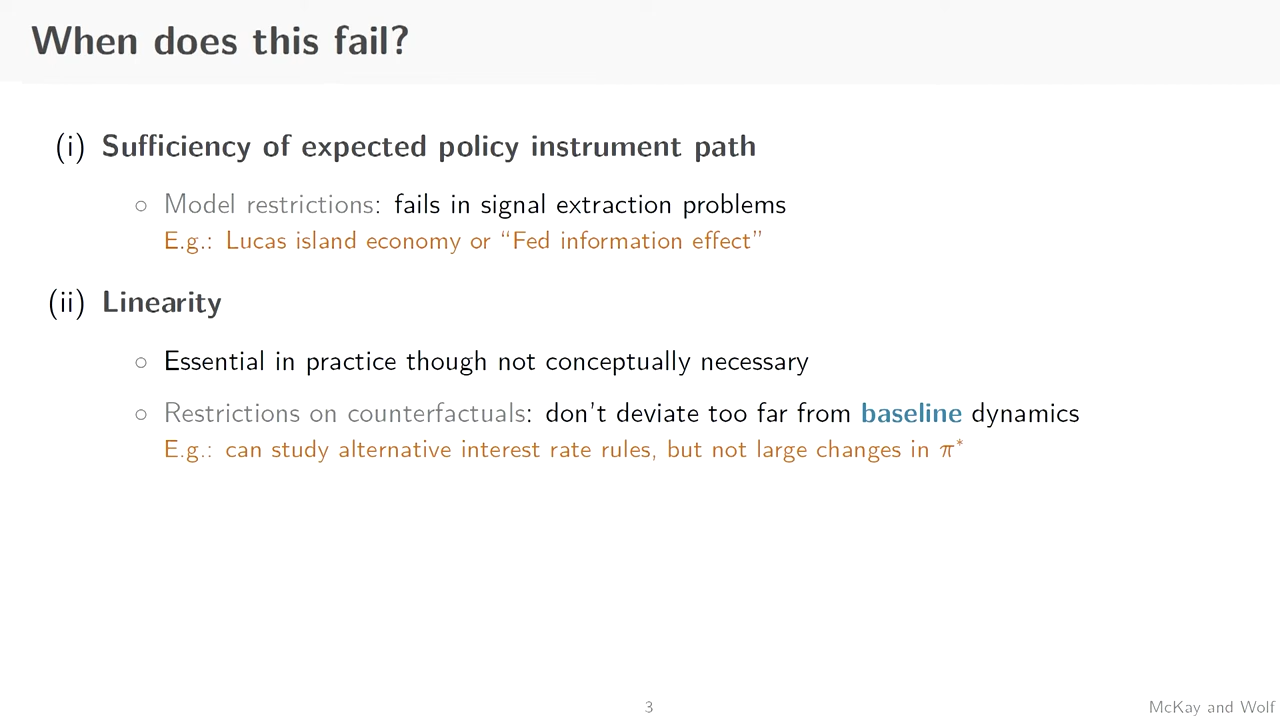 When does this fail?
(i) Sufficiency of expected policy instrument path
○ Model restrictions: fails in signal extraction problems
E.g.: Lucas island economy or “Fed information effect”
(ii) Linearity
○ Essential in practice though not conceptually necessary
○ Restrictions on counterfactuals: don't deviate too far from baseline dynamics
E.g.: can study alternative interest rate rules, but not large changes in π*
3
McKay and Wolf